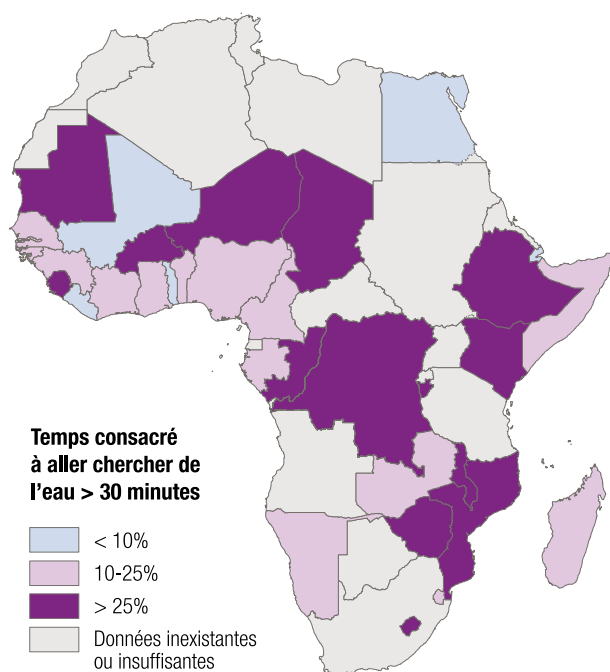 Temps consacré
à aller chercher de
l'eau > 30 minutes
< 10%
10-25%
> 25%
Données inexistantes
ou insuffisantes